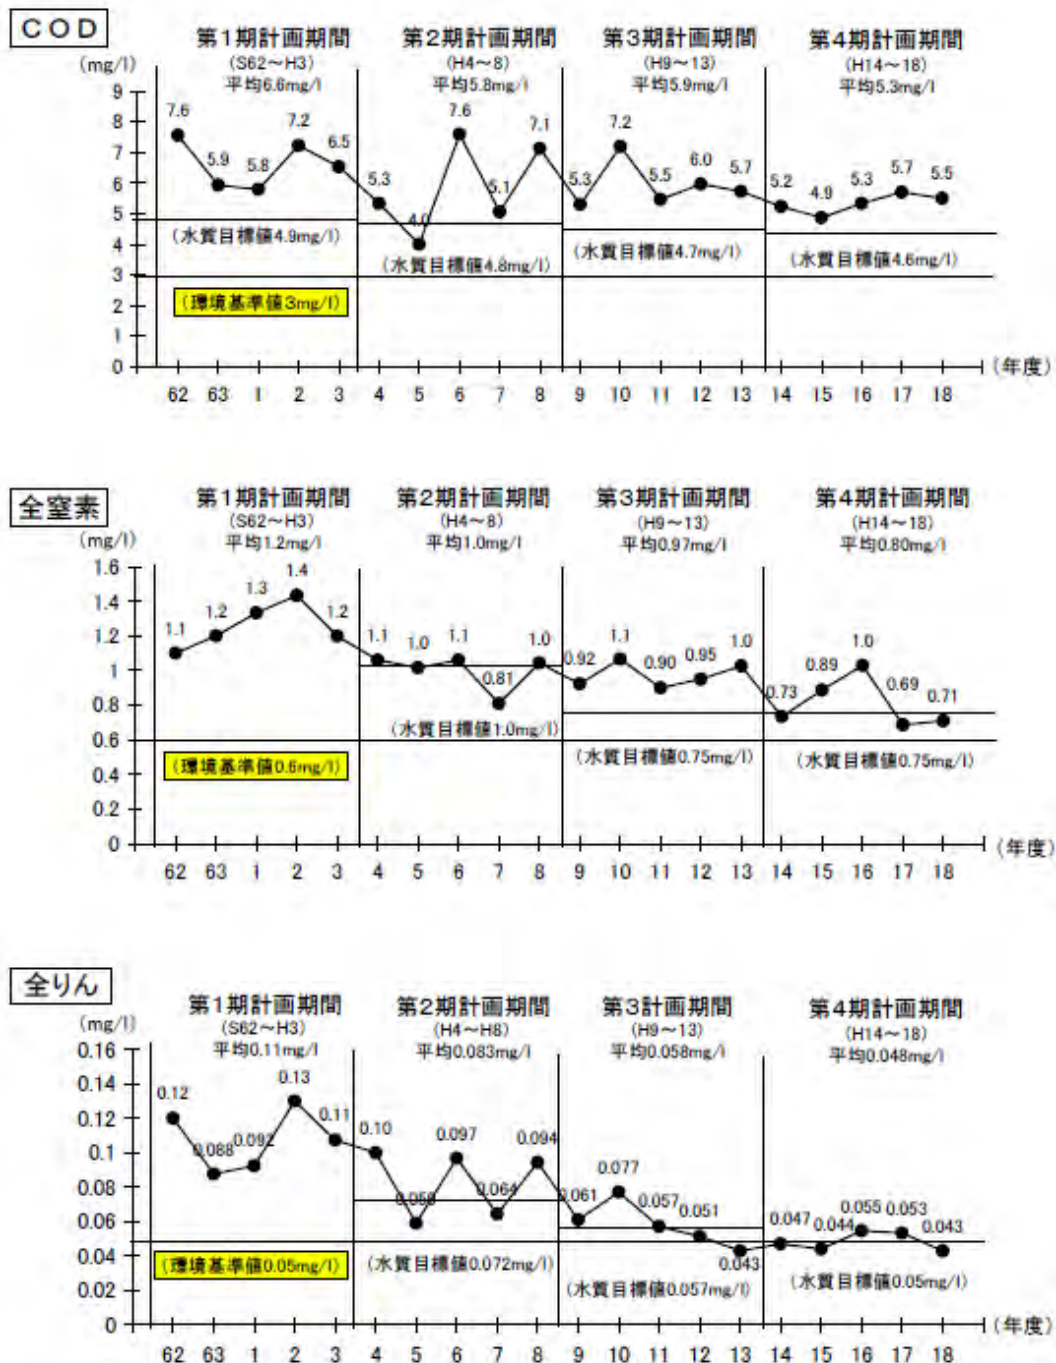 COD
第1期計画期間 第2期計画期間 第3期計画期間 第4期計画期間
(mg/l) (S62～H3) (H4～8) (H9～13) (H14～18)
平均6.6mg/l 平均5.8mg/l 平均5.9mg/l 平均5.3mg/l
9
8
7
6
5
4
3
2
1
0
7.6 5.9 5.8 7.2 6.5 5.3 4.0 7.6 5.1 7.1 5.3 7.2 5.5 6.0 5.7 5.2 4.9 5.3 5.7 5.5
(水質目標値4.9mg/l) (水質目標値4.8mg/l) (水質目標値4.7mg/l) (水質目標値4.6mg/l)
(環境基準値3mg/l)
(年度)
62 63 1 2 3 4 5 6 7 8 9 10 11 12 13 14 15 16 17 18
全窒素
第1期計画期間 第2期計画期間 第3期計画期間 第4期計画期間
(mg/l) (S62～H3) (H4～8) (H9～13) (H14～18)
平均1.2mg/l 平均1.0mg/l 平均0.97mg/l 平均0.80mg/l
1.6
1.4
1.2
1
0.8
0.6
0.4
0.2
0
1.1 1.2 1.3 1.4 1.2 1.1 1.0 1.1 0.81 1.0 0.92 1.1 0.90 0.95 1.0 0.73 0.89 1.0 0.69 0.71
(水質目標値1.0mg/l) (水質目標値0.75mg/l) (水質目標値0.75mg/l)
(環境基準値0.6mg/l)
(年度)
62 63 1 2 3 4 5 6 7 8 9 10 11 12 13 14 15 16 17 18
全りん
第1期計画期間 第2期計画期間 第3計画期間 第4期計画期間
(mg/l) (S62～H3) (H4～H8) (H9～13) (H14～18)
平均0.11mg/l 平均0.083mg/l 平均0.058mg/l 平均0.048mg/l
0.16
0.14
0.12
0.1
0.08
0.06
0.04
0.02
0
0.12 0.088 0.092 0.13 0.11 0.10 0.059 0.097 0.064 0.094 0.061 0.077 0.057 0.051 0.043 0.047 0.044 0.055 0.053 0.043
(環境基準値0.05mg/l) (水質目標値0.072mg/l) (水質目標値0.057mg/l) (水質目標値0.05mg/l)
(年度)
62 63 1 2 3 4 5 6 7 8 9 10 11 12 13 14 15 16 17 18